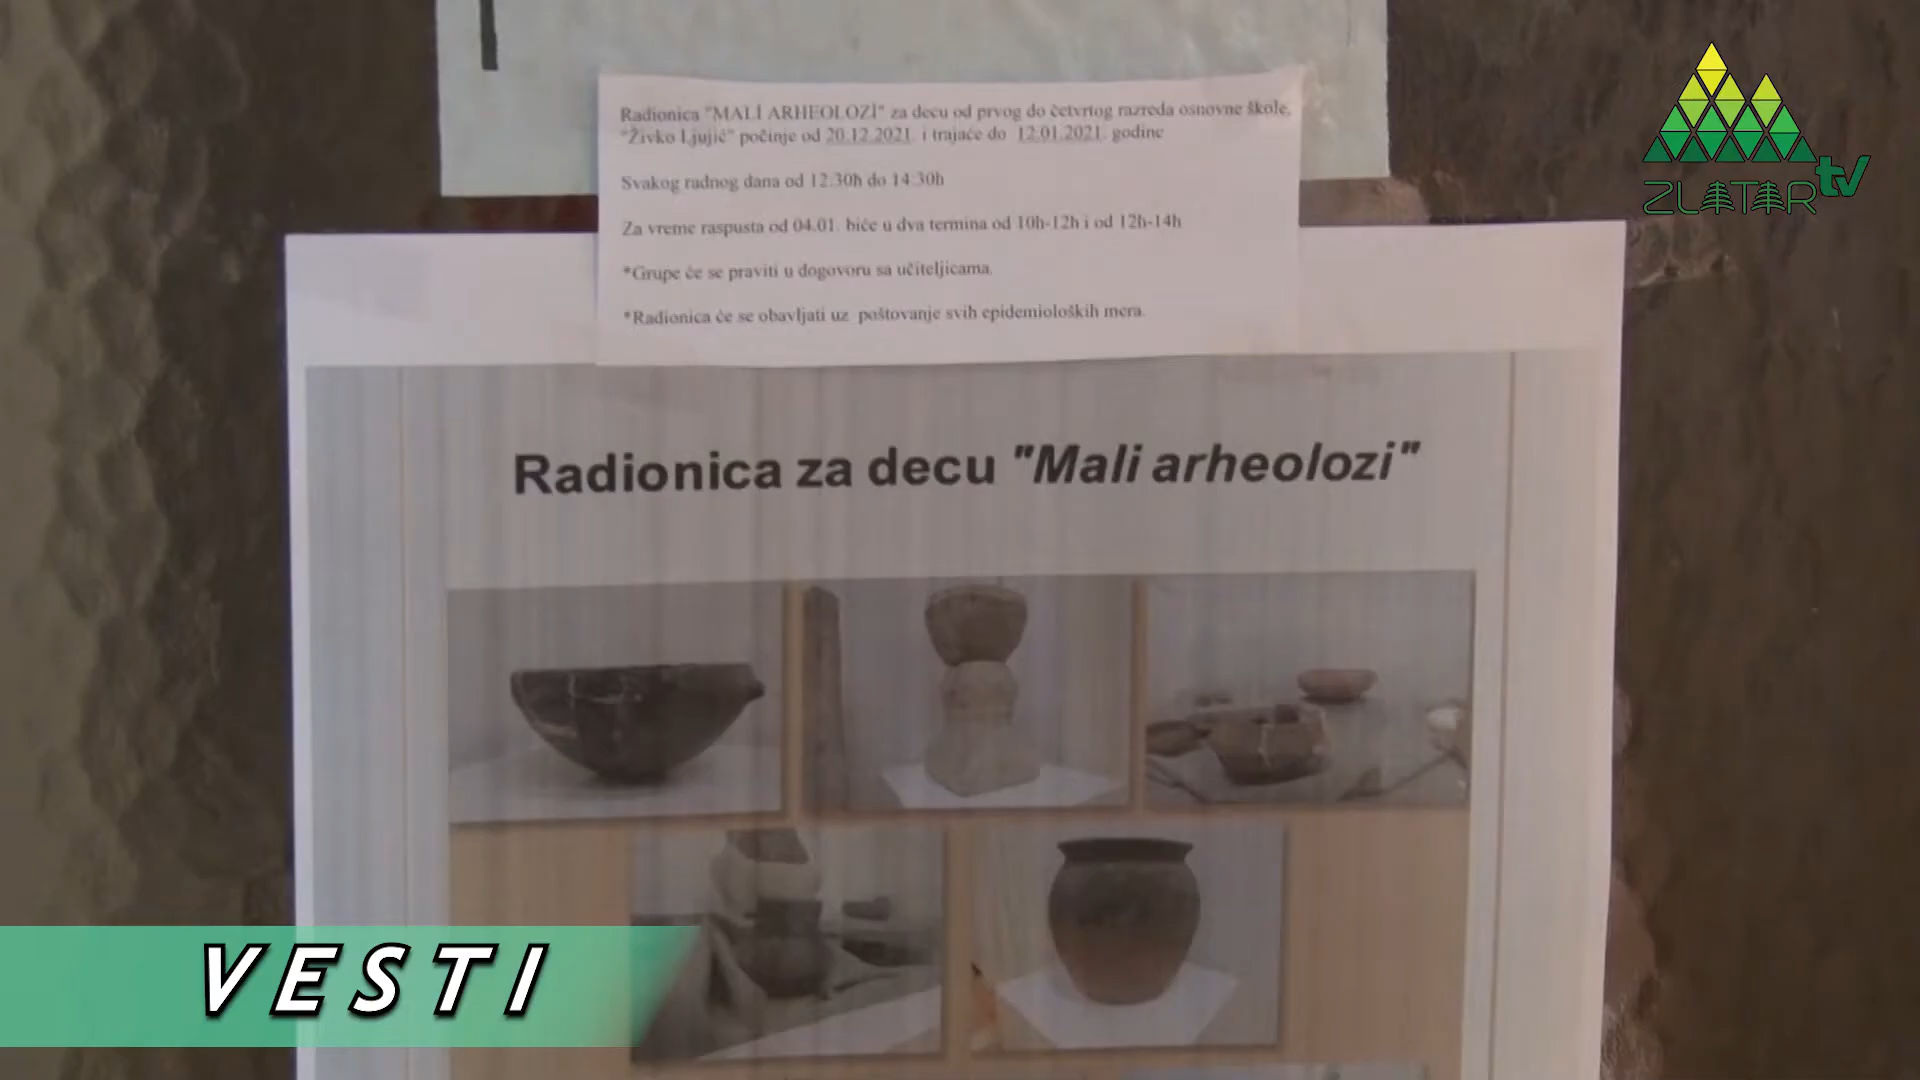 Radionica "MALİ ARHEOLOZİ" za decu od prvog do četvrtog razreda osnovne škole,
"Živko Ljujić" počinje od 20.12.2021. i trajaće do 12.01.2021. godine
Svakog radnog dana od 12:30h do 14:30h
Za vreme raspusta od 04.01. biće u dva termina od 10h-12h i od 12h-14h
*Grupe će se praviti u dogovoru sa učiteljicama.
*Radionica će se obavljati uz poštovanje svih epidemioloških mera.
Radionica za decu "Mali arheolozi"
ZLATAR tv
VESTI